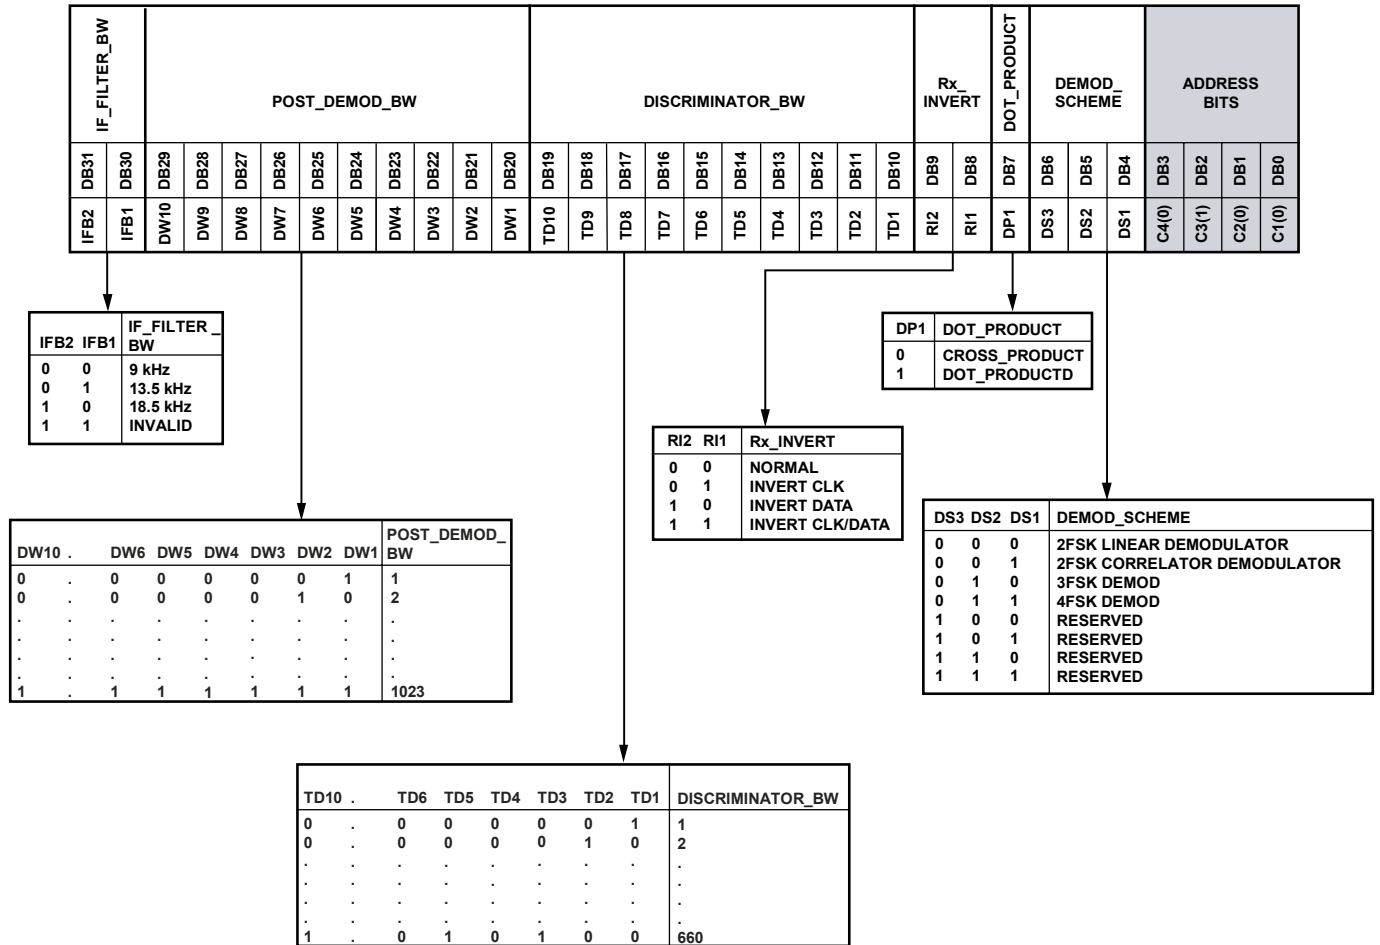 IF_FILTER_BW
POST_DEMOD_BW
DISCRIMINATOR_BW
Rx_
INVERT
DOT_PRODUCT
DEMOD_
SCHEME
ADDRESS
BITS
DB31 DB30 DB29 DB28 DB27 DB26 DB25 DB24 DB23 DB22 DB21 DB20 DB19 DB18 DB17 DB16 DB15 DB14 DB13 DB12 DB11 DB10 DB9 DB8 DB7 DB6 DB5 DB4 DB3 DB2 DB1 DB0
IFB2 IFB1 DW10 DW9 DW8 DW7 DW6 DW5 DW4 DW3 DW2 DW1 TD10 TD9 TD8 TD7 TD6 TD5 TD4 TD3 TD2 TD1 RI2 RI1 DP1 DS3 DS2 DS1 C4(0) C3(1) C2(0) C1(0)
IFB2 IFB1 IF_FILTER_
BW
0 0 9 kHz
0 1 13.5 kHz
1 0 18.5 kHz
1 1 INVALID
DP1 DOT_PRODUCT
0 CROSS_PRODUCT
1 DOT_PRODUCTD
RI2 RI1 Rx_INVERT
0 0 NORMAL
0 1 INVERT CLK
1 0 INVERT DATA
1 1 INVERT CLK/DATA
DS3 DS2 DS1 DEMOD_SCHEME
0 0 0 2FSK LINEAR DEMODULATOR
0 0 1 2FSK CORRELATOR DEMODULATOR
0 1 0 3FSK DEMOD
0 1 1 4FSK DEMOD
1 0 0 RESERVED
1 0 1 RESERVED
1 1 0 RESERVED
1 1 1 RESERVED
DW10 . DW6 DW5 DW4 DW3 DW2 DW1 POST_DEMOD_
BW
0 . 0 0 0 0 0 1 1
0 . 0 0 0 0 1 0 2
. . . . . . . . .
. . . . . . . . .
. . . . . . . . .
. . . . . . . . .
1 . 1 1 1 1 1 1 1023
TD10 . TD6 TD5 TD4 TD3 TD2 TD1 DISCRIMINATOR_BW
0 . 0 0 0 0 0 1 1
0 . 0 0 0 0 1 0 2
. . . . . . . . .
. . . . . . . . .
. . . . . . . . .
. . . . . . . . .
1 . 0 1 0 1 0 0 660